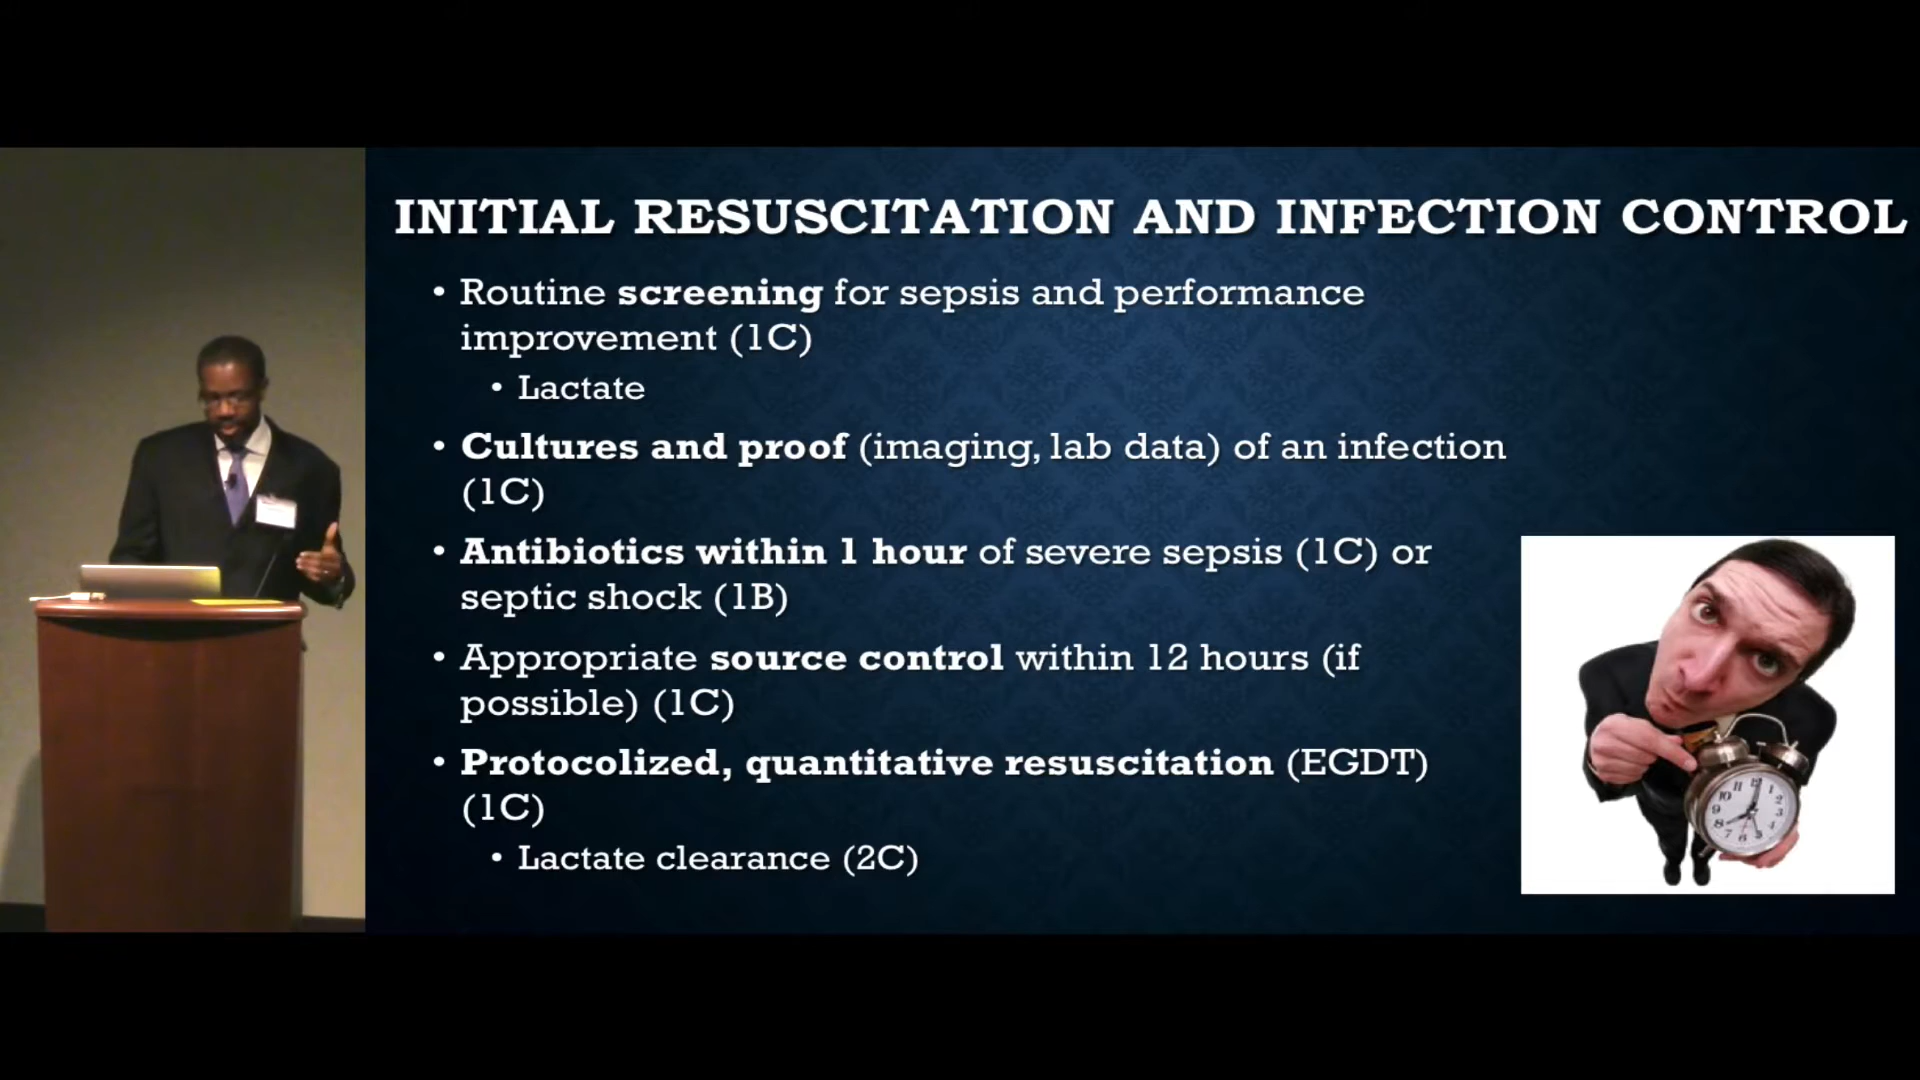 INITIAL RESUSCITATION AND INFECTION CONTROL
• Routine screening for sepsis and performance
improvement (1C)
• Lactate
• Cultures and proof (imaging, lab data) of an infection
(1C)
• Antibiotics within 1 hour of severe sepsis (1C) or
septic shock (1B)
• Appropriate source control within 12 hours (if
possible) (1C)
• Protocolized, quantitative resuscitation (EGDT)
(1C)
• Lactate clearance (2C)